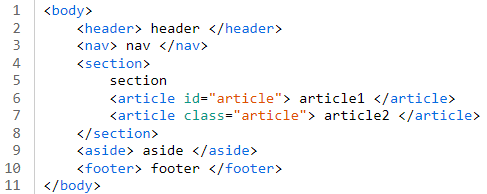 1 <body>
2     <header> header </header>
3     <nav> nav </nav>
4     <section>
5         section
6         <article id="article"> article1 </article>
7         <article class="article"> article2 </article>
8     </section>
9     <aside> aside </aside>
10     <footer> footer </footer>
11 </body>